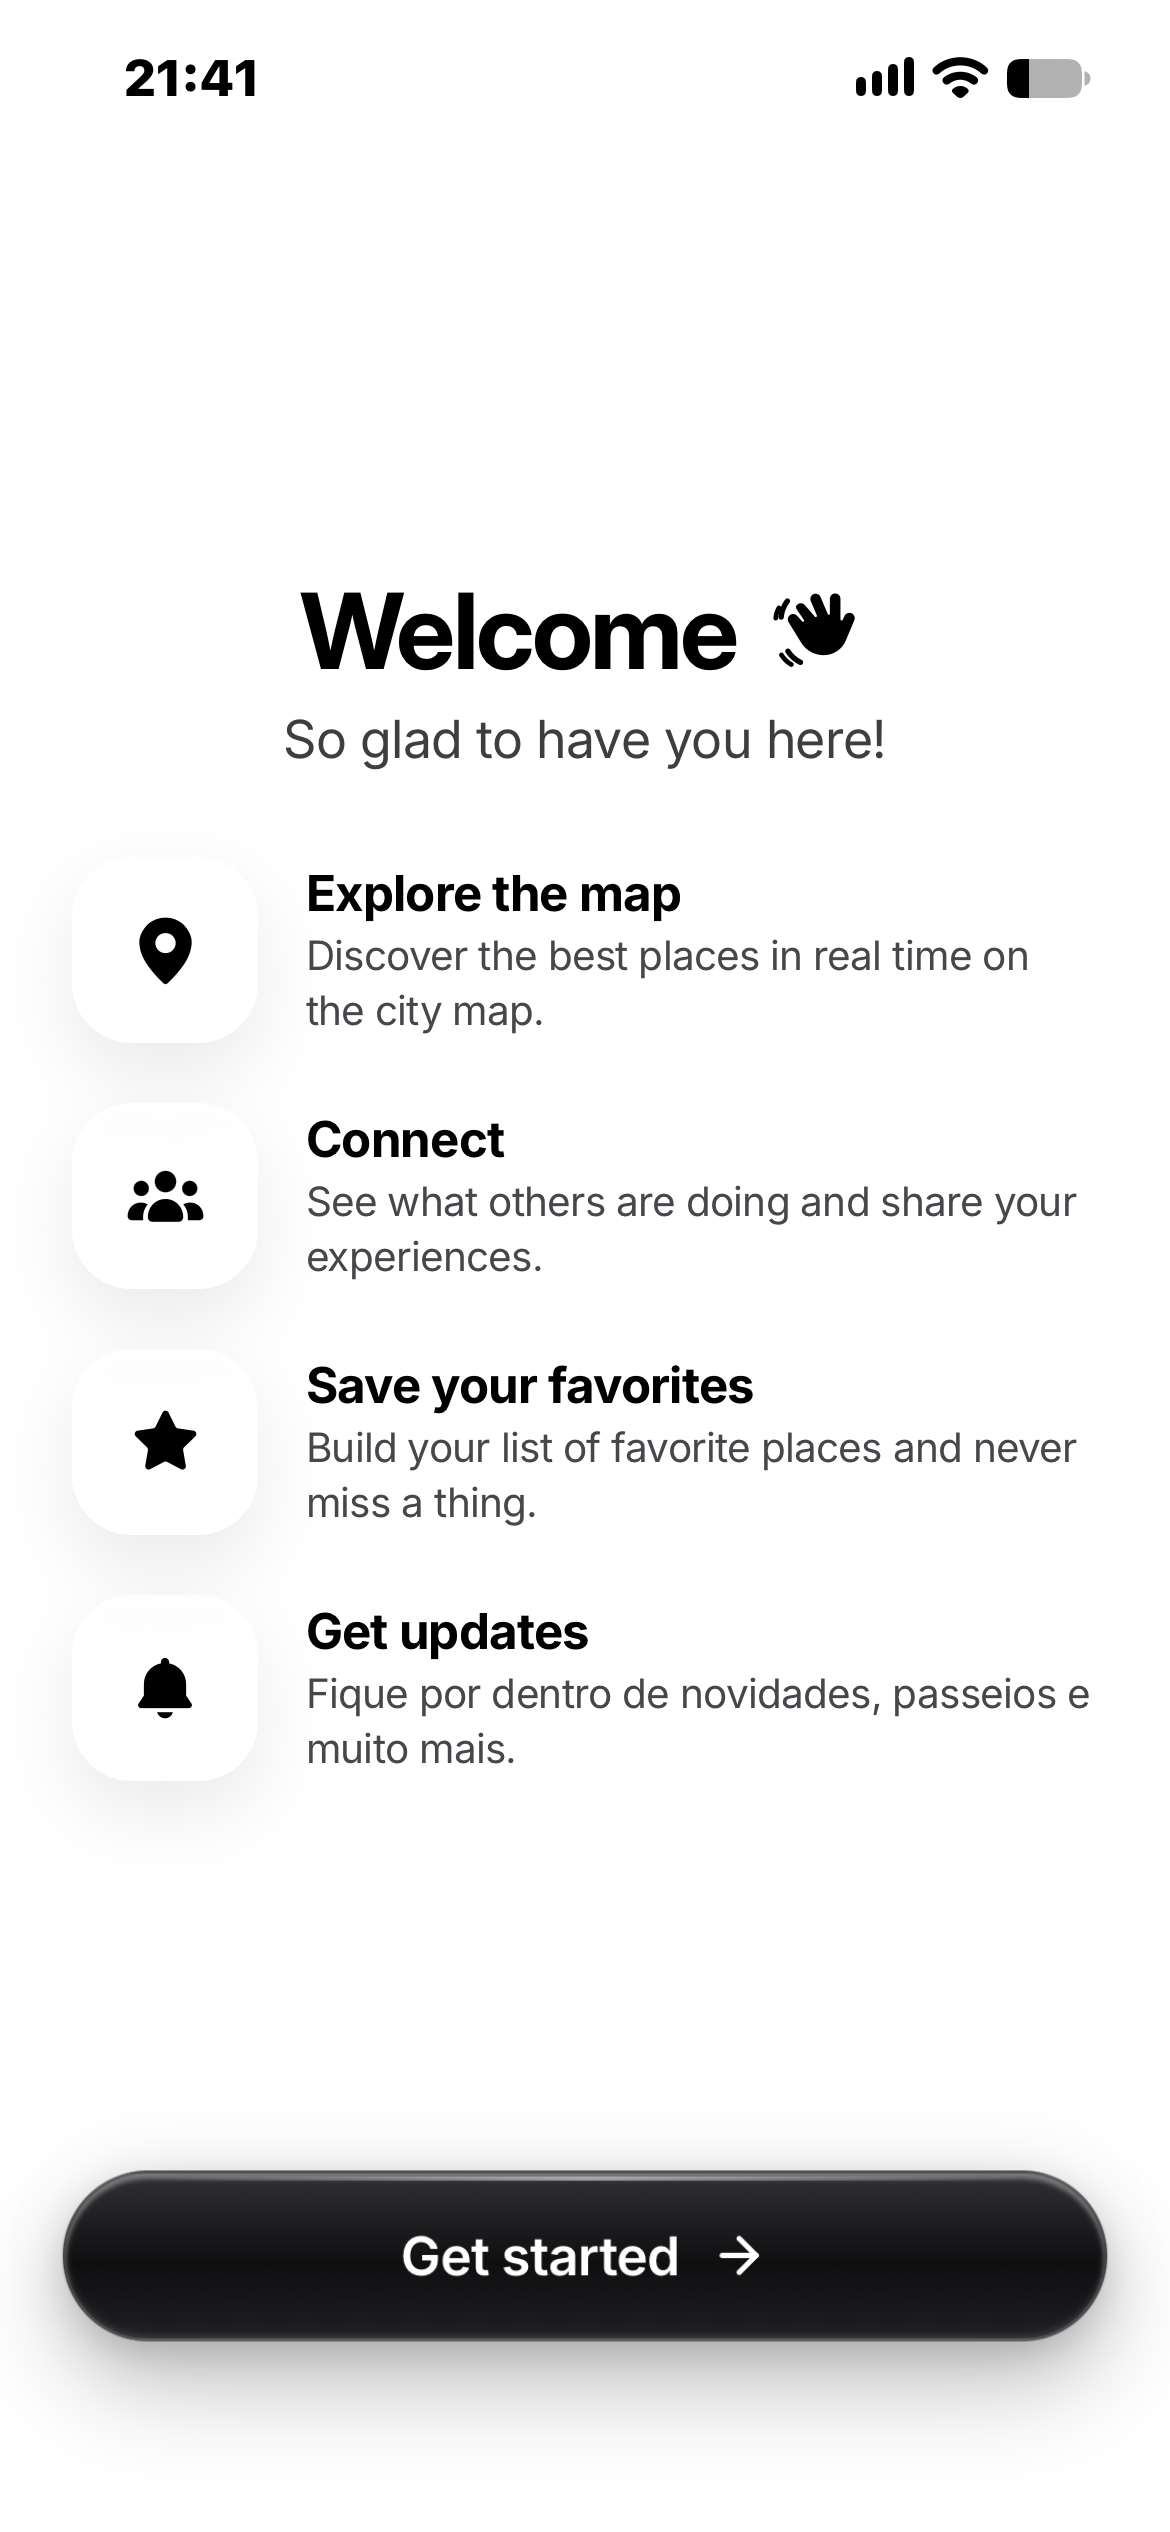 21:41
Welcome
So glad to have you here!
Explore the map
Discover the best places in real time on
the city map.
Connect
See what others are doing and share your
experiences.
Save your favorites
Build your list of favorite places and never
miss a thing.
Get updates
Fique por dentro de novidades, passeios e
muito mais.
Get started